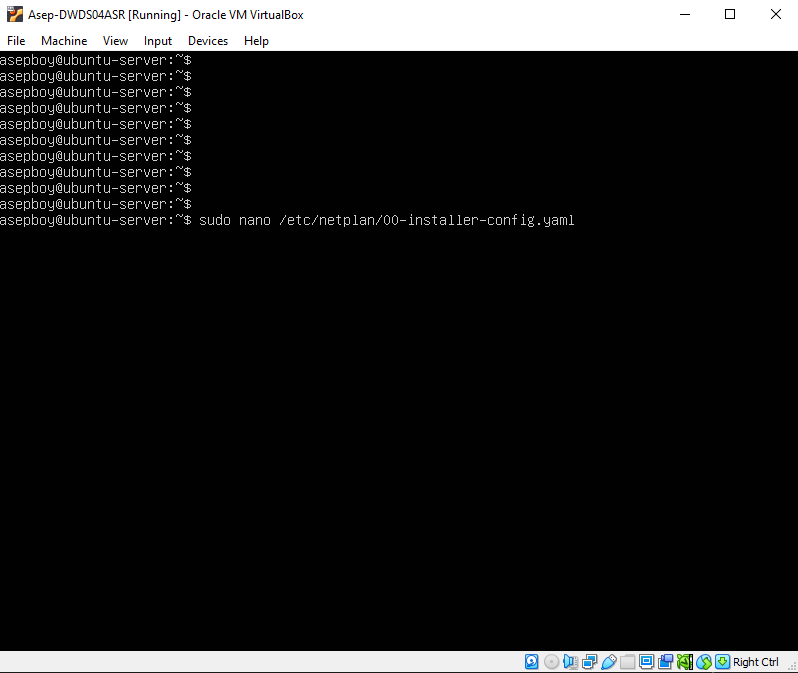 Asep-DWDS04ASR [Running] - Oracle VM VirtualBox
File Machine View Input Devices Help
asepboy@ubuntu-server:~$
asepboy@ubuntu-server:~$
asepboy@ubuntu-server:~$
asepboy@ubuntu-server:~$
asepboy@ubuntu-server:~$
asepboy@ubuntu-server:~$
asepboy@ubuntu-server:~$
asepboy@ubuntu-server:~$
asepboy@ubuntu-server:~$
asepboy@ubuntu-server:~$
asepboy@ubuntu-server:~$ sudo nano /etc/netplan/00-installer-config.yaml
Right Ctrl